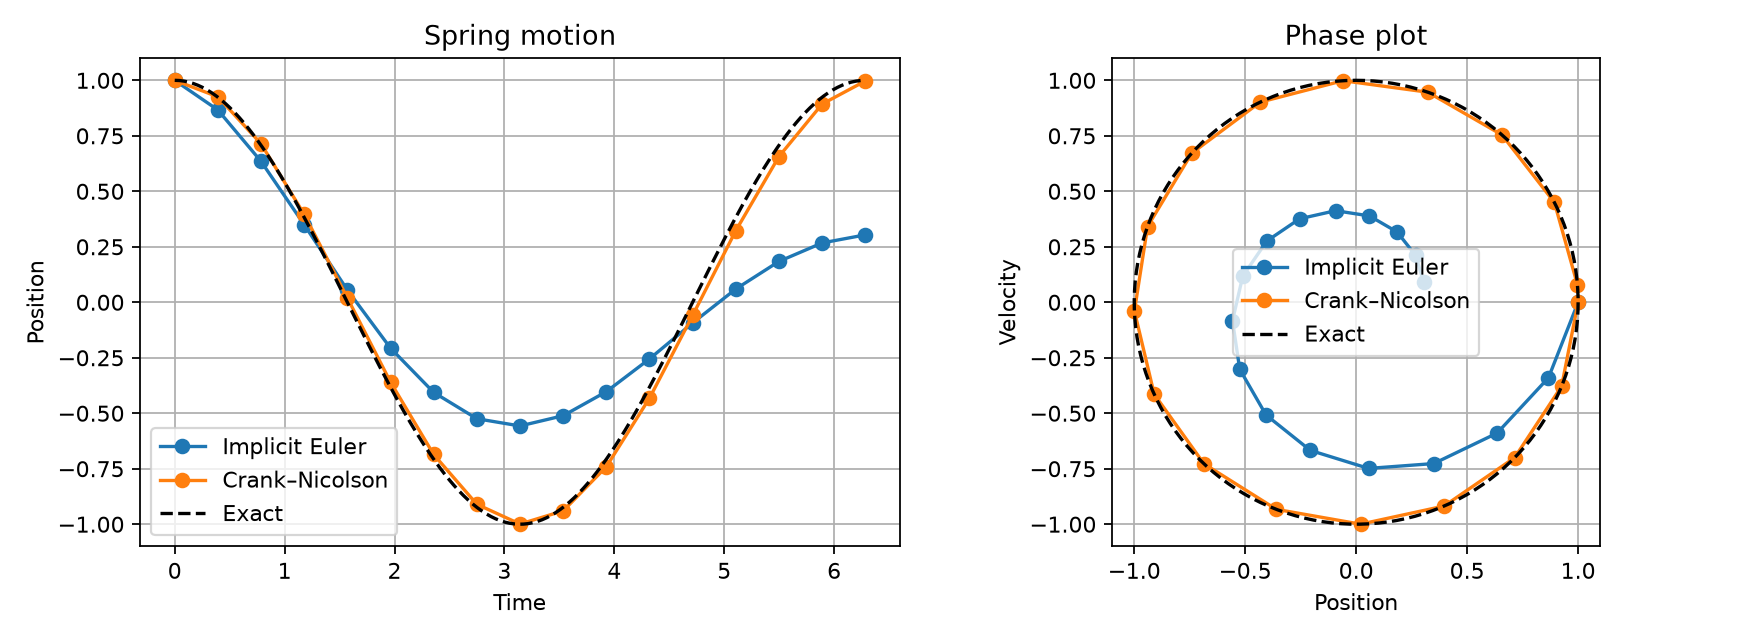 Spring motion
Position
1.00
0.75
0.50
0.25
0.00
−0.25
−0.50
−0.75
−1.00
Implicit Euler
Crank–Nicolson
Exact
0 1 2 3 4 5 6
Time
Phase plot
Velocity
1.00
0.75
0.50
0.25
0.00
−0.25
−0.50
−0.75
−1.00
Implicit Euler
Crank–Nicolson
Exact
−1.0 −0.5 0.0 0.5 1.0
Position